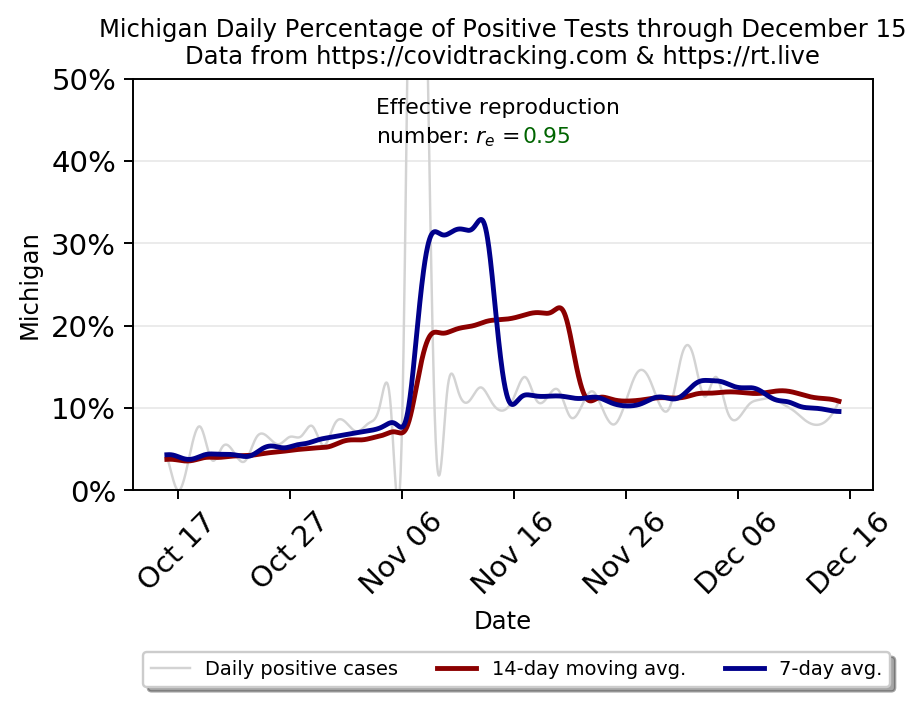 Michigan Daily Percentage of Positive Tests through December 15
Data from https://covidtracking.com & https://rt.live
50%
40%
30%
20%
10%
0%
Michigan
Effective reproduction
number: rₑ = 0.95
Oct 17
Oct 27
Nov 06
Nov 16
Nov 26
Dec 06
Dec 16
Date
Daily positive cases
14-day moving avg.
7-day avg.